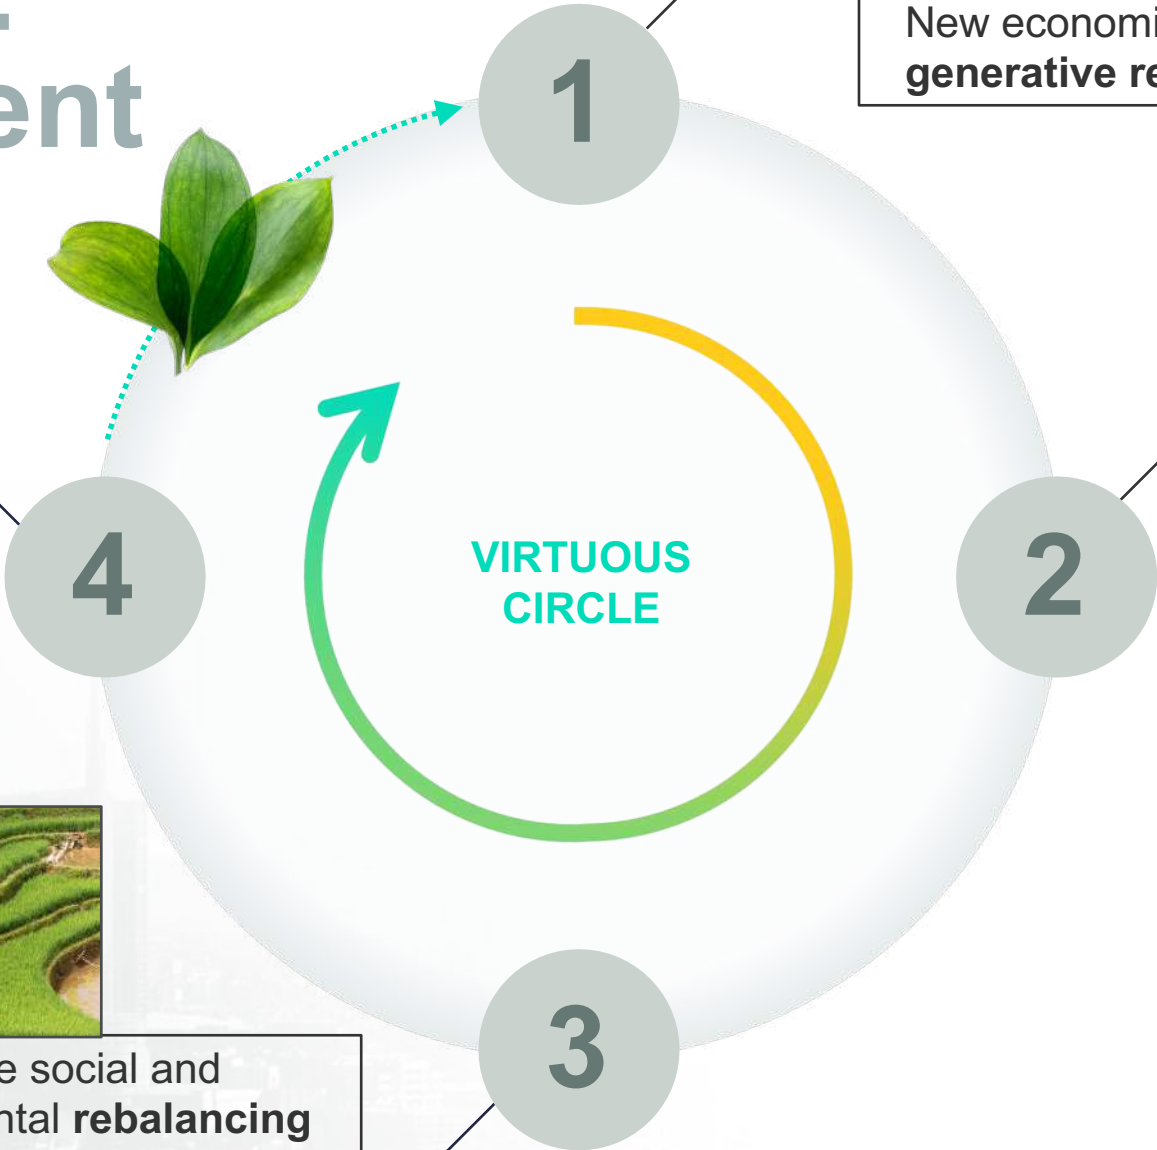 ent
New economi
generative re
1
4
VIRTUOUS
CIRCLE
2
3
e social and
ntal rebalancing